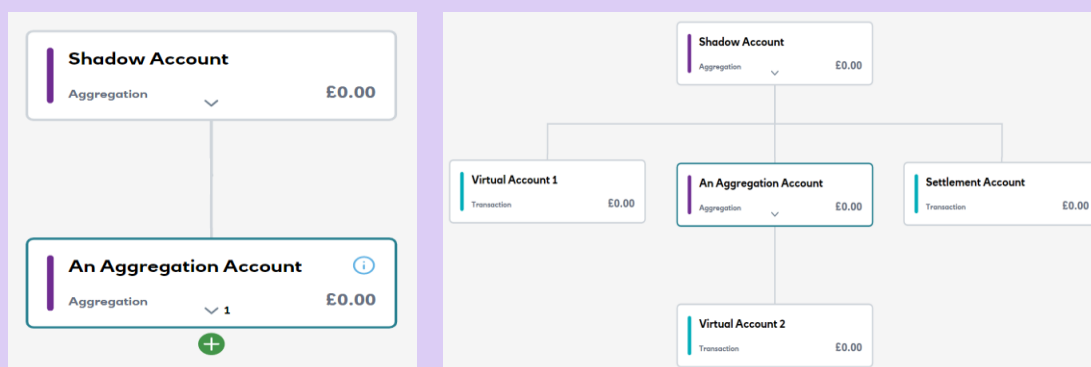 Shadow Account
Aggregation £0.00
An Aggregation Account
Aggregation 1 £0.00
Shadow Account
Aggregation £0.00
Virtual Account 1
Transaction £0.00
An Aggregation Account
Aggregation £0.00
Settlement Account
Transaction £0.00
Virtual Account 2
Transaction £0.00